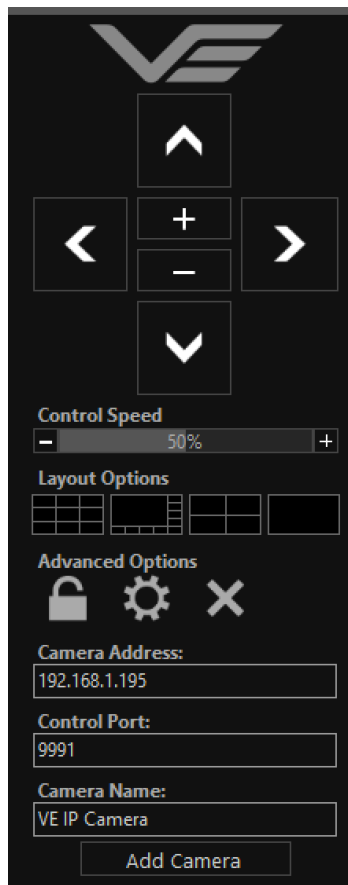 VE
+
−
Control Speed
− 50% +
Layout Options
Advanced Options
Camera Address:
192.168.1.195
Control Port:
9991
Camera Name:
VE IP Camera
Add Camera